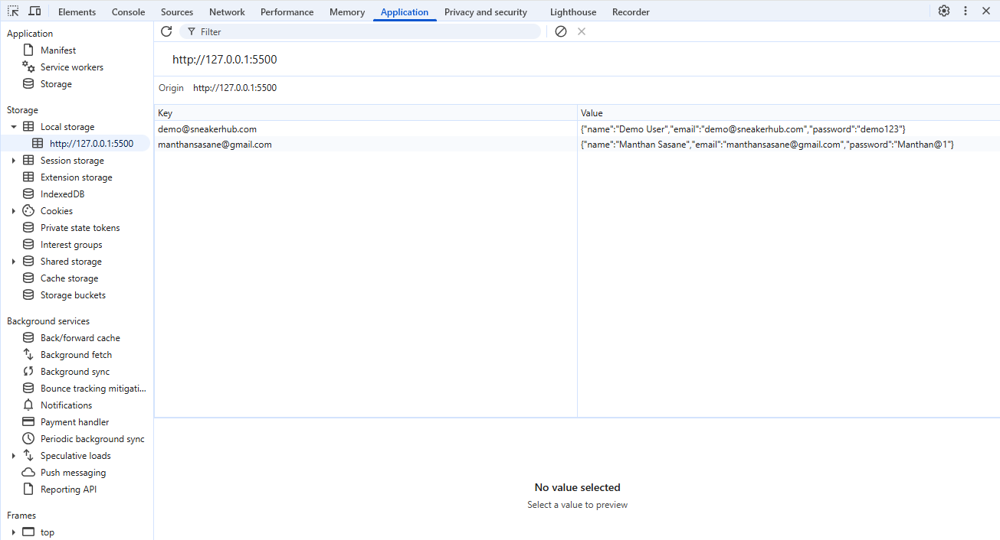 Elements Console Sources Network Performance Memory Application Privacy and security Lighthouse Recorder
Application
Manifest
Service workers
Storage
Storage
Local storage
http://127.0.0.1:5500
Session storage
Extension storage
IndexedDB
Cookies
Private state tokens
Interest groups
Shared storage
Cache storage
Storage buckets
Background services
Back/forward cache
Background fetch
Background sync
Bounce tracking mitigati...
Notifications
Payment handler
Periodic background sync
Speculative loads
Push messaging
Reporting API
Frames
top
Filter
http://127.0.0.1:5500
Origin http://127.0.0.1:5500
Key Value
demo@sneakerhub.com {"name":"Demo User","email":"demo@sneakerhub.com","password":"demo123"}
manthansasane@gmail.com {"name":"Manthan Sasane","email":"manthansasane@gmail.com","password":"Manthan@1"}
No value selected
Select a value to preview